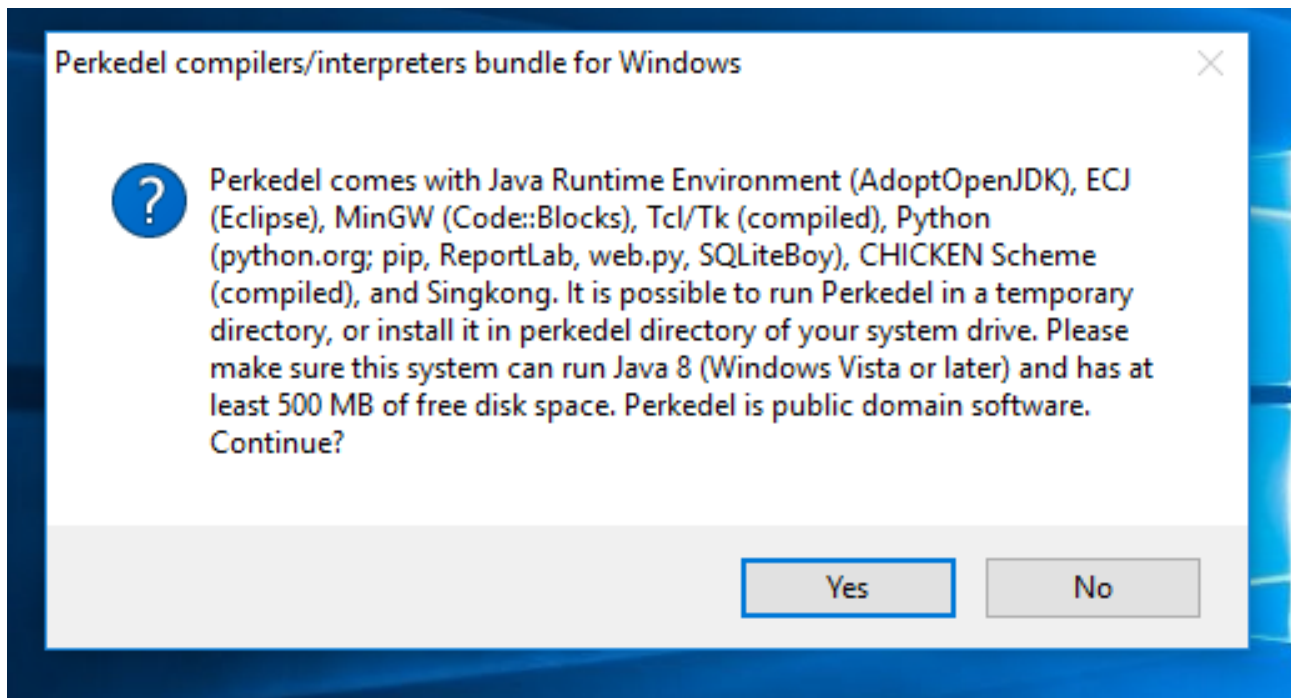 Perkedel compilers/interpreters bundle for Windows
Perkedel comes with Java Runtime Environment (AdoptOpenJDK), ECJ
(Eclipse), MinGW (Code::Blocks), Tcl/Tk (compiled), Python
(python.org; pip, ReportLab, web.py, SQLiteBoy), CHICKEN Scheme
(compiled), and Singkong. It is possible to run Perkedel in a temporary
directory, or install it in perkedel directory of your system drive. Please
make sure this system can run Java 8 (Windows Vista or later) and has at
least 500 MB of free disk space. Perkedel is public domain software.
Continue?
Yes
No